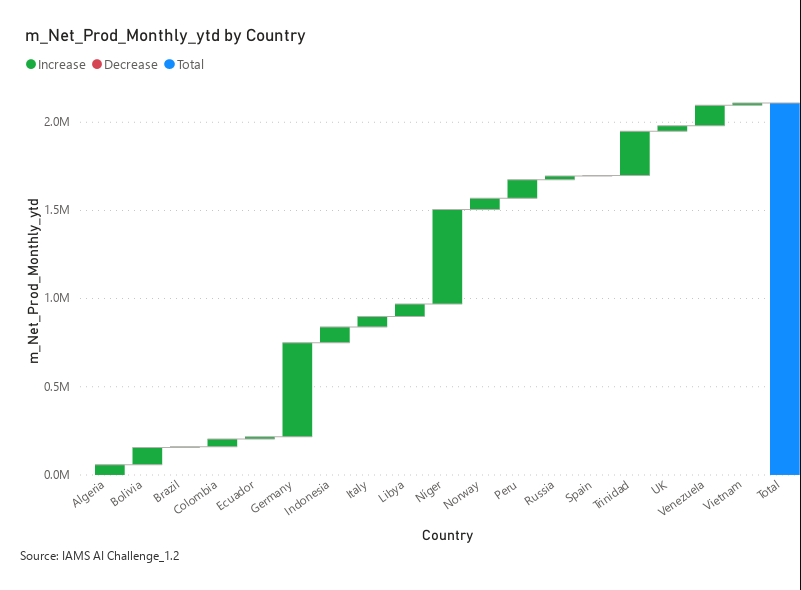 m_Net_Prod_Monthly_ytd by Country
Increase Decrease Total
m_Net_Prod_Monthly_ytd
2.0M
1.5M
1.0M
0.5M
0.0M
Algeria Bolivia Brazil Colombia Ecuador Germany Indonesia Italy Libya Niger Norway Peru Russia Spain Trinidad UK Venezuela Vietnam Total
Country
Source: IAMS AI Challenge_1.2